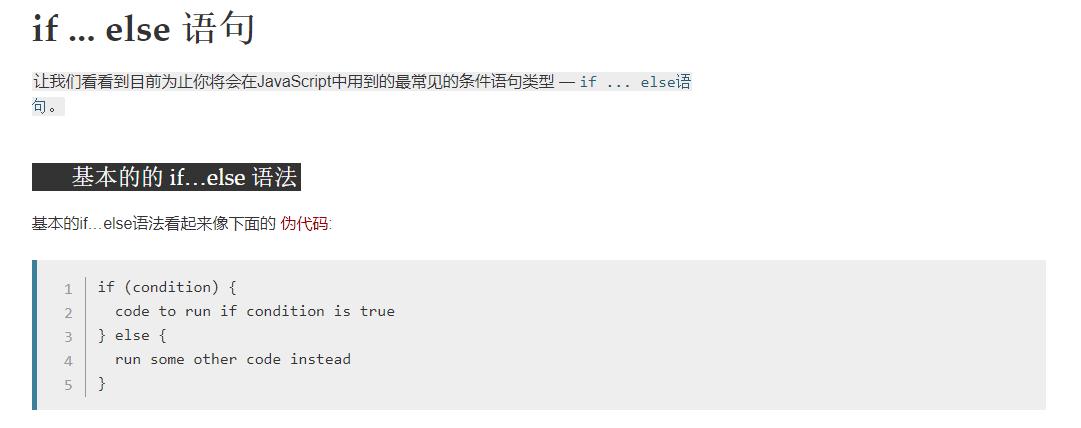 if ... else 语句
让我们看看到目前为止你将会在JavaScript中用到的最常见的条件语句类型 — if ... else语
句。
基本的的 if…else 语法
基本的if…else语法看起来像下面的 伪代码:
1 if (condition) {
2   code to run if condition is true
3 } else {
4   run some other code instead
5 }